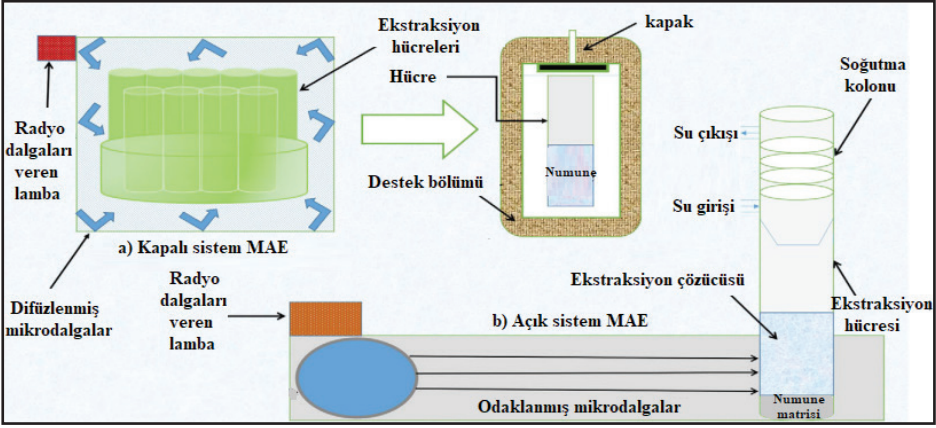 Ekstraksiyon
hücreleri
Radyo
dalgaları
veren
lamba
a) Kapalı sistem MAE
Difüzlenmiş
mikrodalgalar
kapak
Hücre
Numune
Destek bölümü
Soğutma
kolonu
Su çıkışı
Su girişi
Ekstraksiyon çözücüsü
Ekstraksiyon
hücresi
Radyo
dalgaları
veren
lamba
b) Açık sistem MAE
Odaklanmış mikrodalgalar
Numune
matrisi